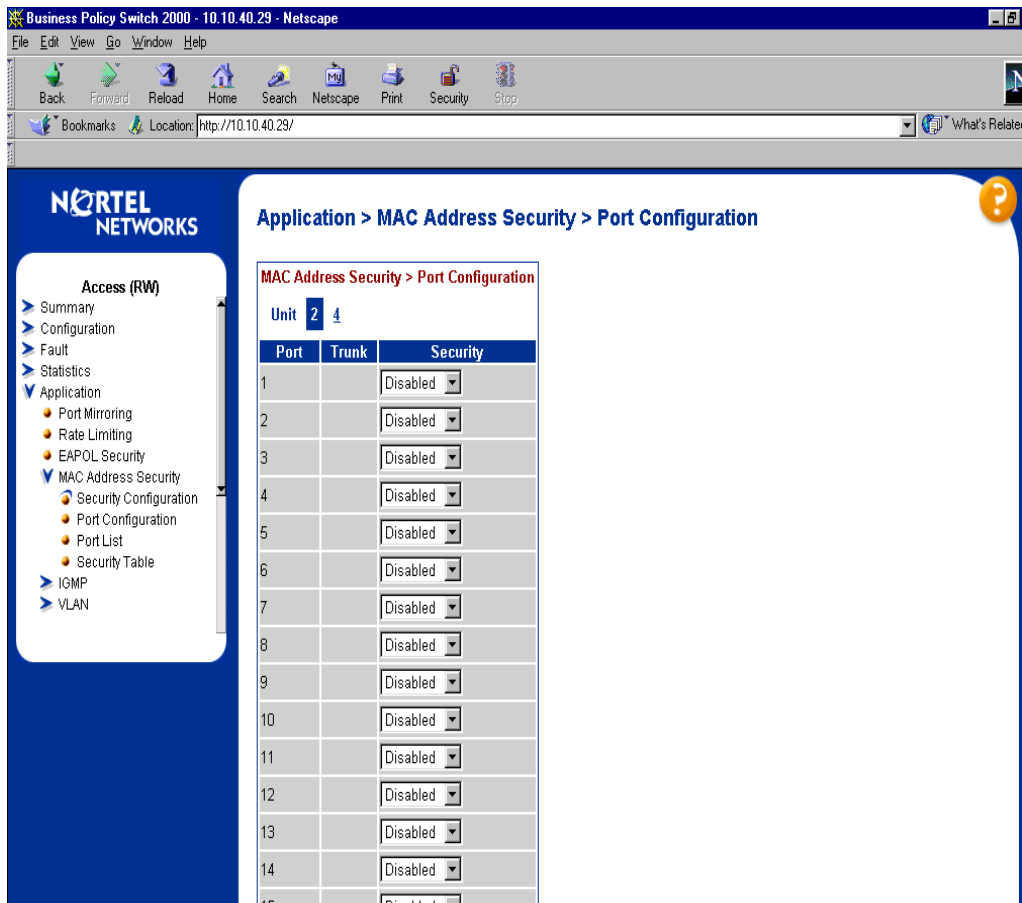 Business Policy Switch 2000 - 10.10.40.29 - Netscape
File Edit View Go Window Help
Back Forward Reload Home Search Netscape Print Security Stop
Bookmarks Location: http://10.10.40.29/ What's Relate
NORTEL
NETWORKS
Application > MAC Address Security > Port Configuration
Access (RW)
Summary
Configuration
Fault
Statistics
Application
Port Mirroring
Rate Limiting
EAPOL Security
MAC Address Security
Security Configuration
Port Configuration
Port List
Security Table
IGMP
VLAN
MAC Address Security > Port Configuration
Unit 2 4
Port Trunk Security
1 Disabled
2 Disabled
3 Disabled
4 Disabled
5 Disabled
6 Disabled
7 Disabled
8 Disabled
9 Disabled
10 Disabled
11 Disabled
12 Disabled
13 Disabled
14 Disabled